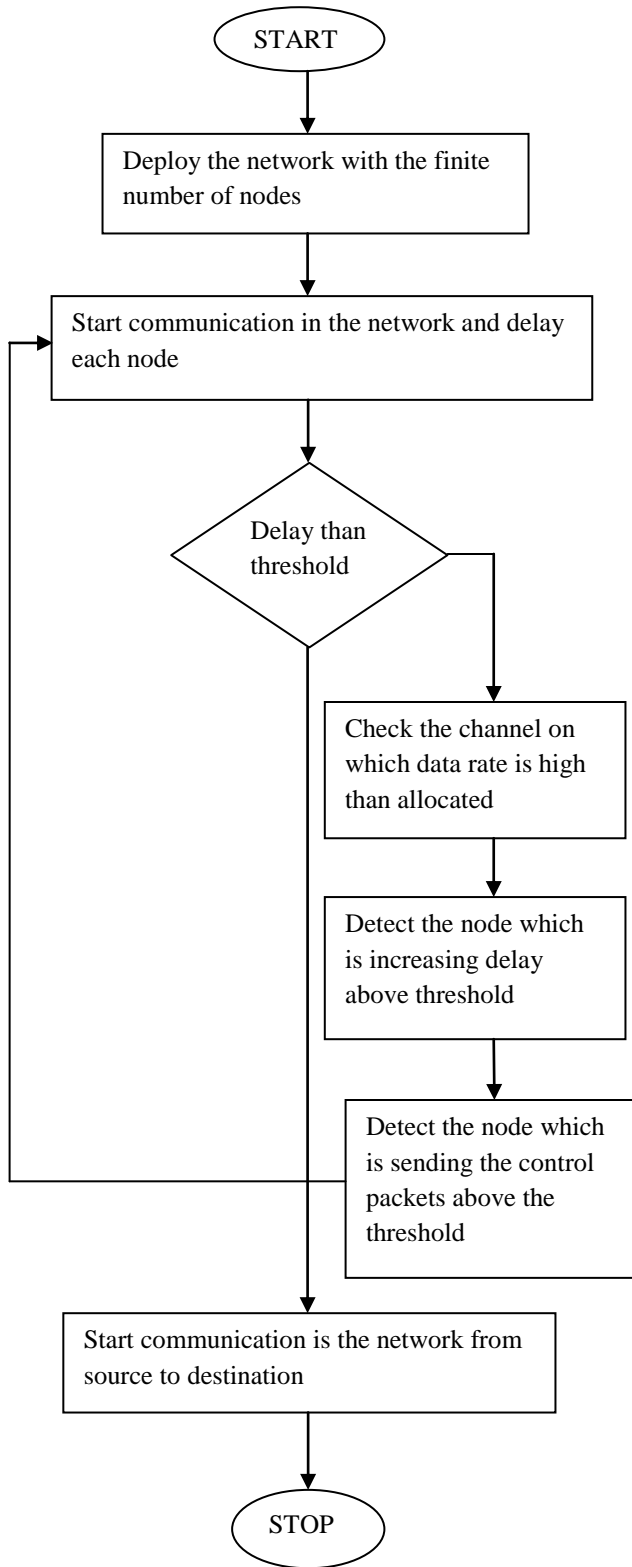 START
Deploy the network with the finite
number of nodes
Start communication in the network and delay
each node
Delay than
threshold
Check the channel on
which data rate is high
than allocated
Detect the node which
is increasing delay
above threshold
Detect the node which
is sending the control
packets above the
threshold
Start communication is the network from
source to destination
STOP